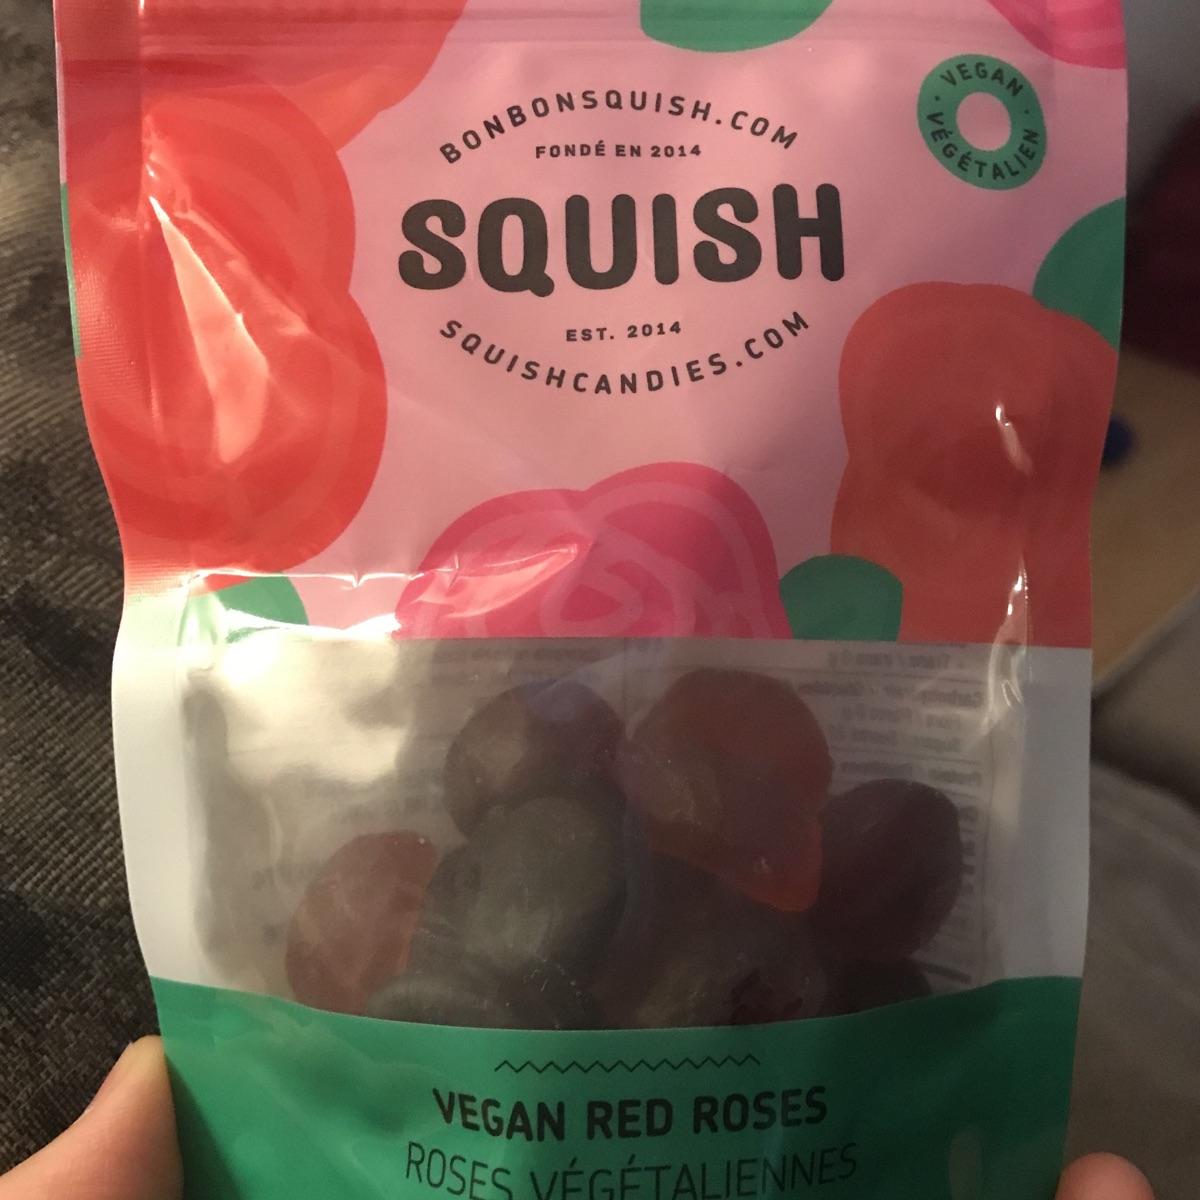 BONBONSQUISH.COM
FONDÉ EN 2014
SQUISH
EST. 2014
SQUISHCANDIES.COM
VEGAN · VÉGÉTALIEN ·
VEGAN RED ROSES
ROSES VÉGÉTALIENNES